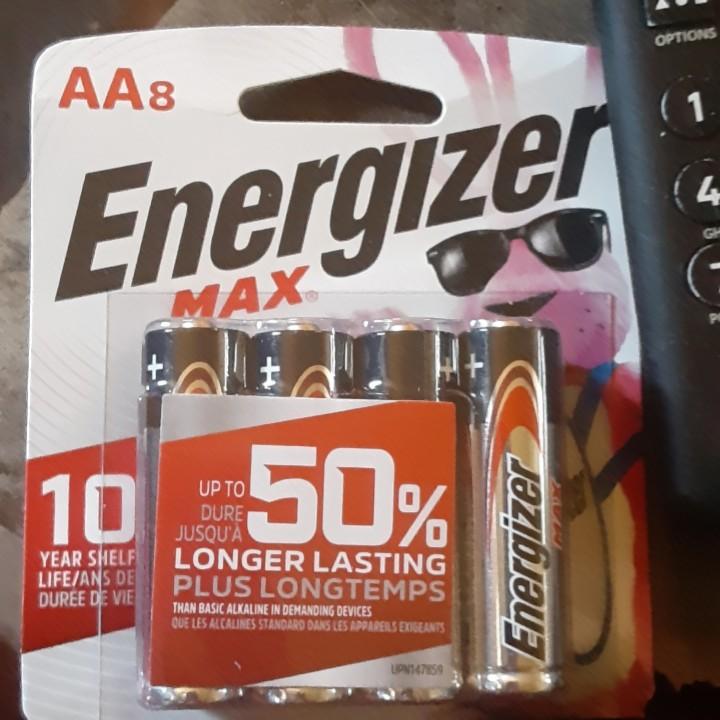 AA8
Energizer
MAX®
10
YEAR SHELF
LIFE/ANS DE
DURÉE DE VIE
UP TO
DURE
JUSQU'À
50%
LONGER LASTING
PLUS LONGTEMPS
THAN BASIC ALKALINE IN DEMANDING DEVICES
QUE LES ALCALINES STANDARD DANS LES APPAREILS EXIGEANTS
UPN147859
+
+
+
+
Energizer
MAX
OPTIONS
1
4
GH